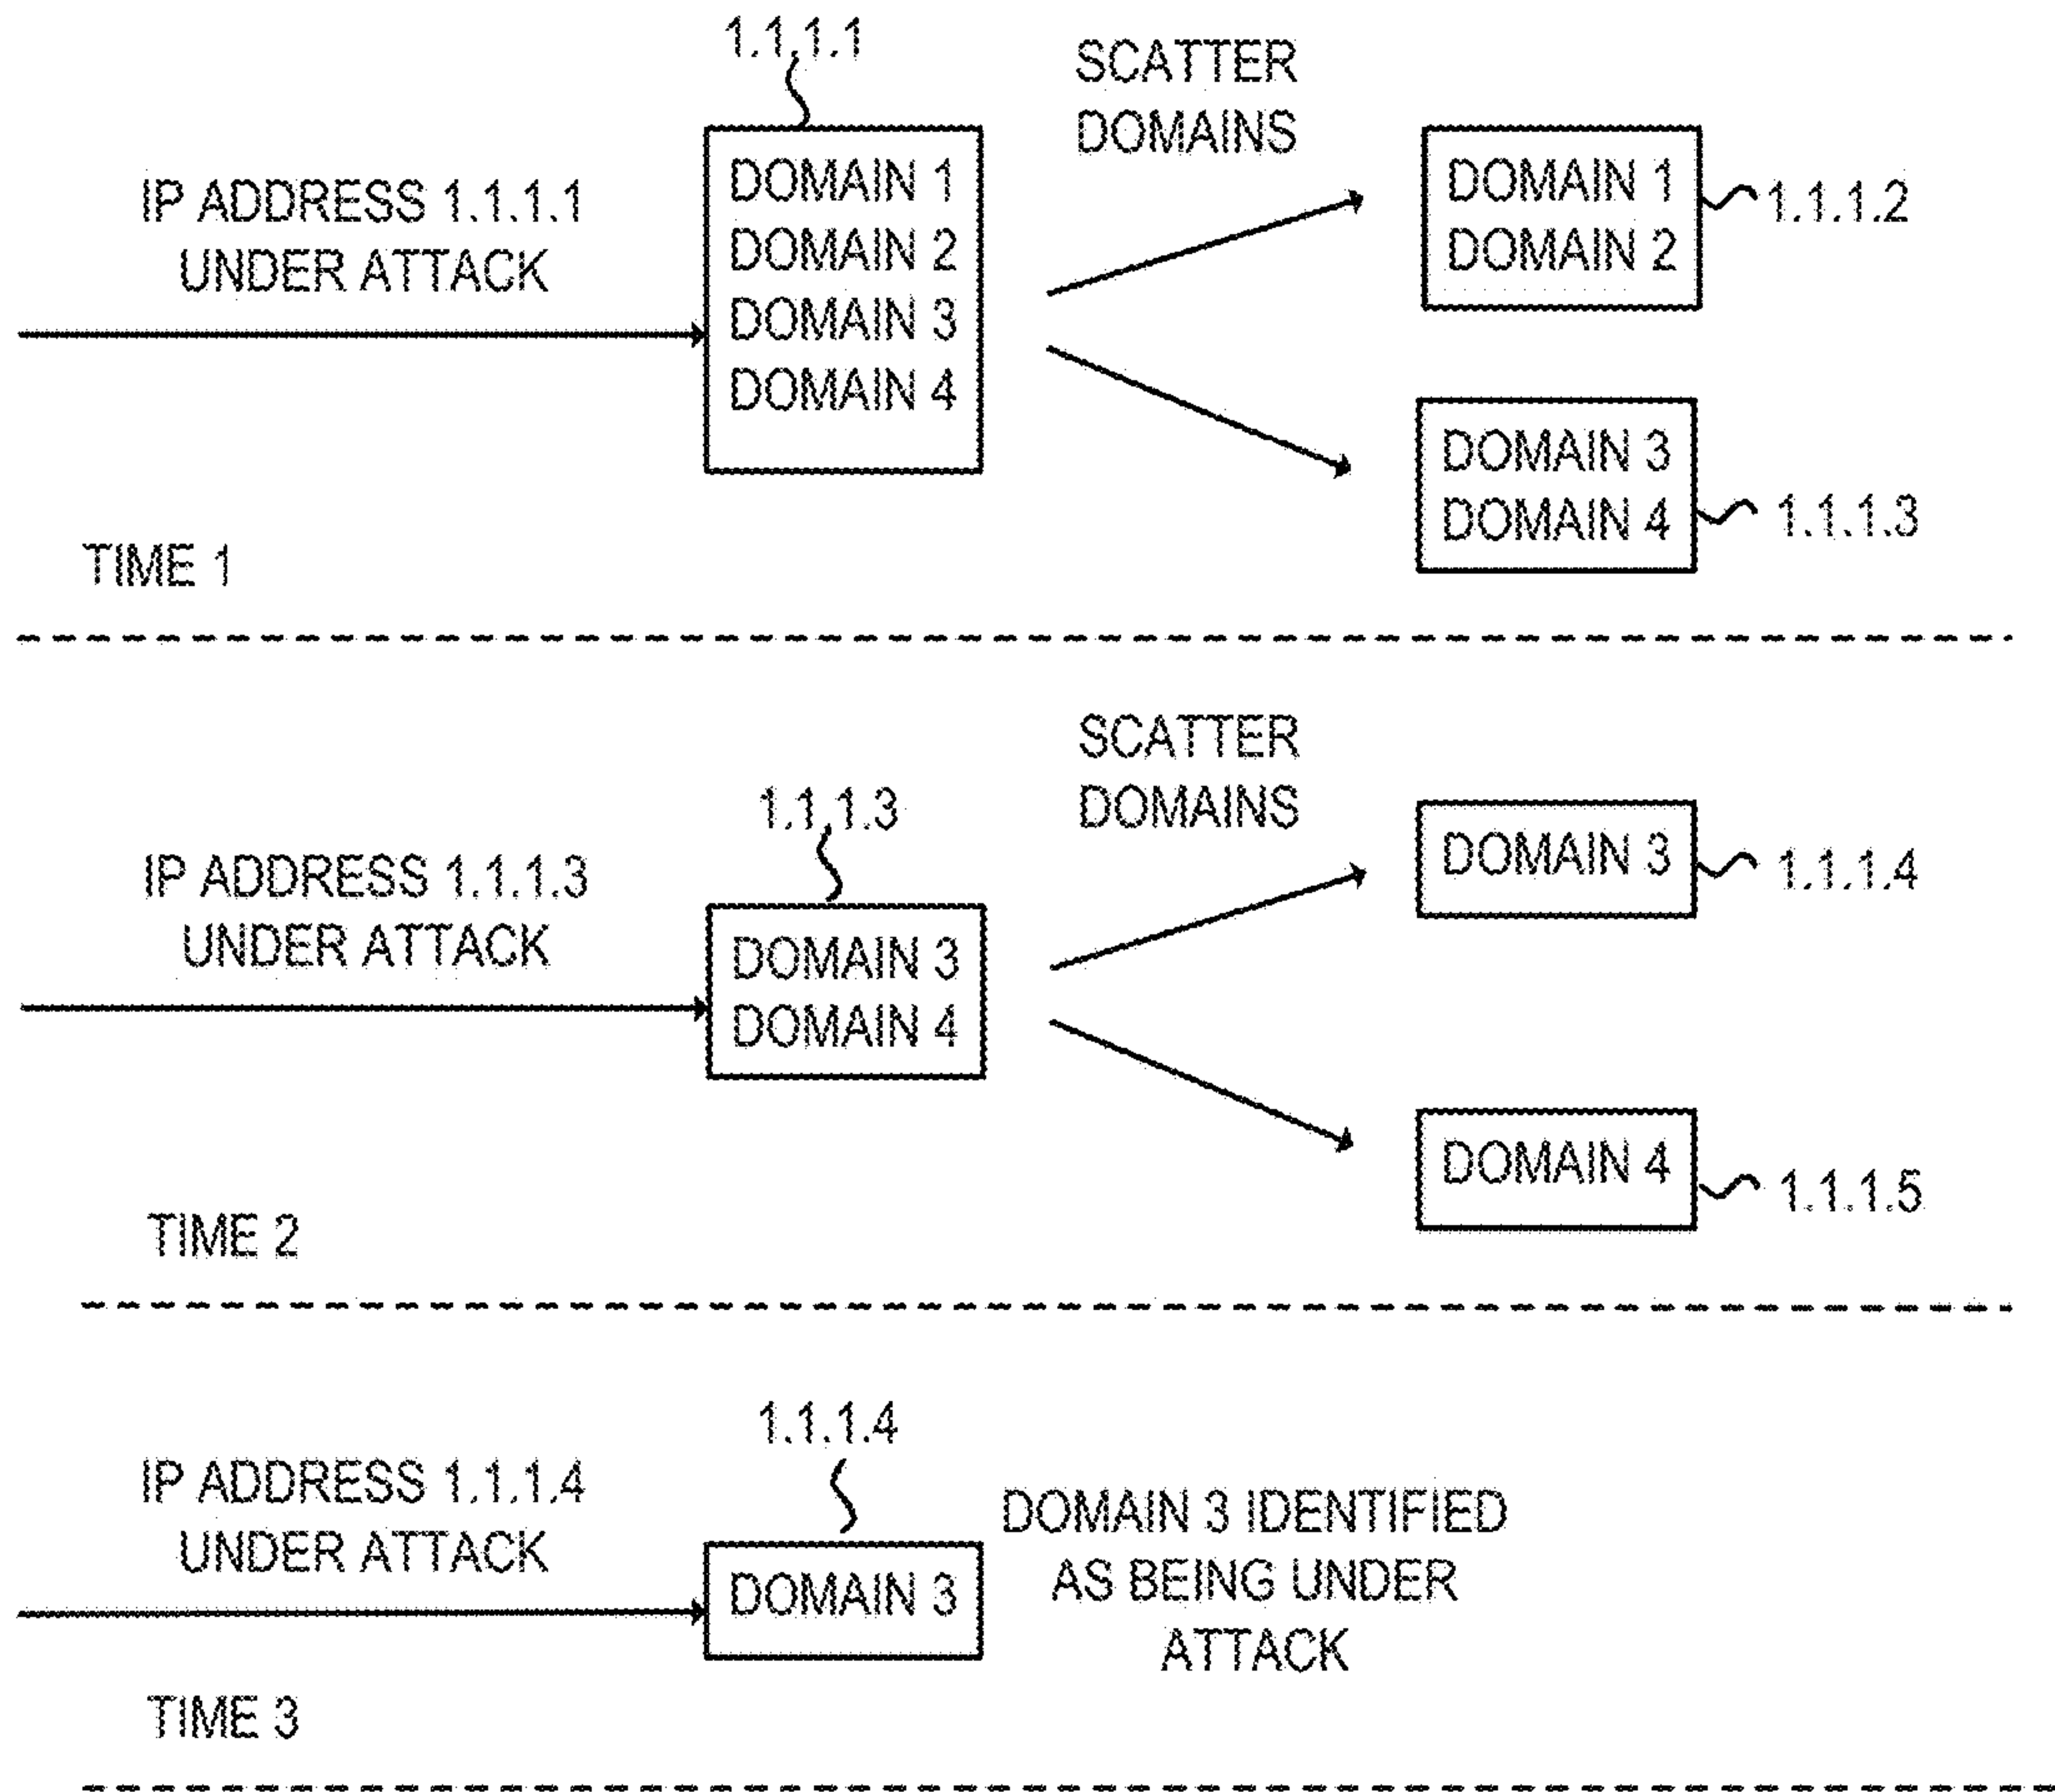 1.1.1.1
SCATTER
DOMAINS
IP ADDRESS 1.1.1.1
UNDER ATTACK
DOMAIN 1
DOMAIN 2
DOMAIN 3
DOMAIN 4
DOMAIN 1
DOMAIN 2
1.1.1.2
DOMAIN 3
DOMAIN 4
1.1.1.3
TIME 1
SCATTER
DOMAINS
1.1.1.3
IP ADDRESS 1.1.1.3
UNDER ATTACK
DOMAIN 3
DOMAIN 4
DOMAIN 3
1.1.1.4
DOMAIN 4
1.1.1.5
TIME 2
1.1.1.4
IP ADDRESS 1.1.1.4
UNDER ATTACK
DOMAIN 3
DOMAIN 3 IDENTIFIED
AS BEING UNDER
ATTACK
TIME 3